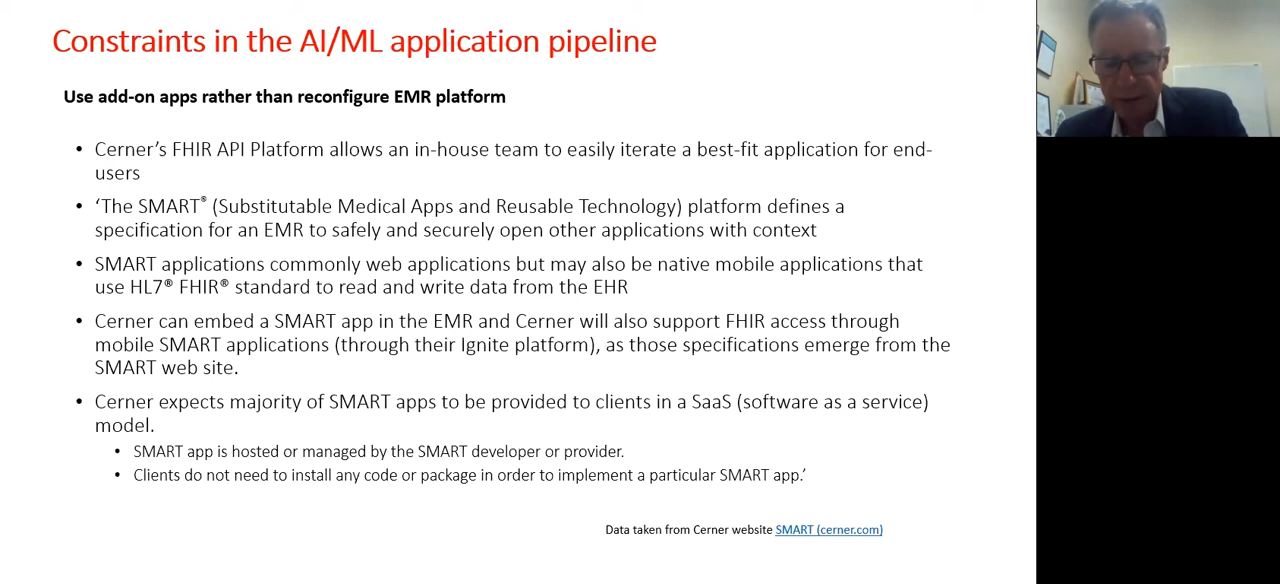 Constraints in the AI/ML application pipeline
Use add-on apps rather than reconfigure EMR platform
• Cerner’s FHIR API Platform allows an in-house team to easily iterate a best-fit application for end-
users
• ‘The SMART® (Substitutable Medical Apps and Reusable Technology) platform defines a
specification for an EMR to safely and securely open other applications with context
• SMART applications commonly web applications but may also be native mobile applications that
use HL7® FHIR® standard to read and write data from the EHR
• Cerner can embed a SMART app in the EMR and Cerner will also support FHIR access through
mobile SMART applications (through their Ignite platform), as those specifications emerge from the
SMART web site.
• Cerner expects majority of SMART apps to be provided to clients in a SaaS (software as a service)
model.
• SMART app is hosted or managed by the SMART developer or provider.
• Clients do not need to install any code or package in order to implement a particular SMART app.’
Data taken from Cerner website SMART (cerner.com)